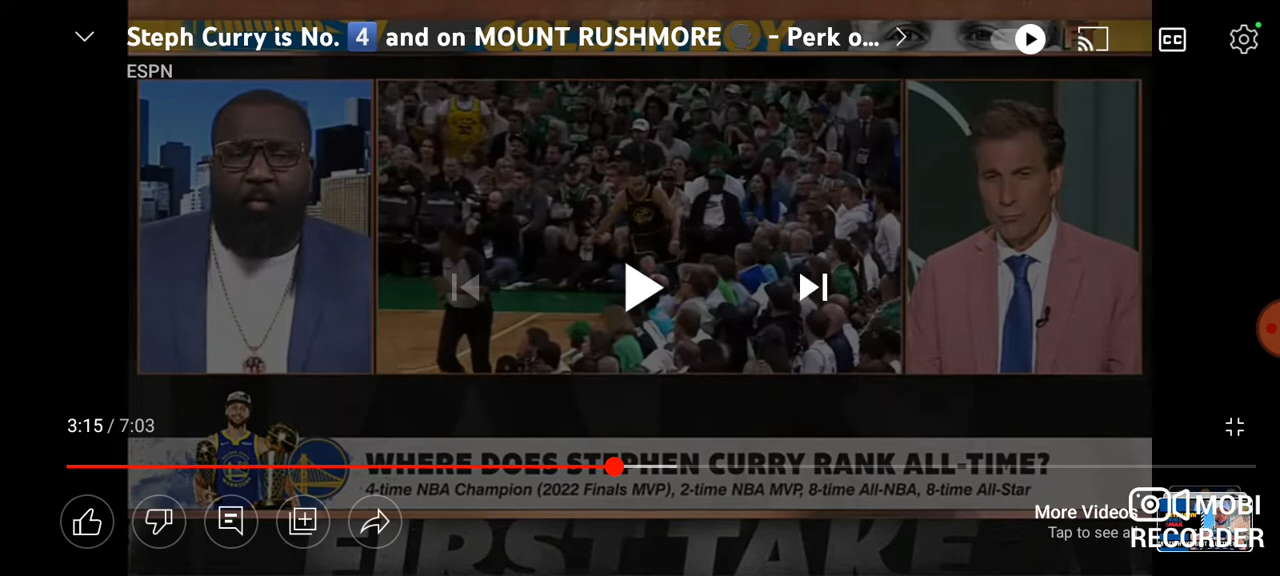 Steph Curry is No. 4️⃣ and on MOUNT RUSHMORE🗣️ - Perk o...
CC
ESPN
3:15 / 7:03
WHERE DOES STEPHEN CURRY RANK ALL-TIME?
4-time NBA Champion (2022 Finals MVP), 2-time NBA MVP, 8-time All-NBA, 8-time All-Star
More Videos
Tap to see al
MOBI
RECORDER
FIRST TAKE